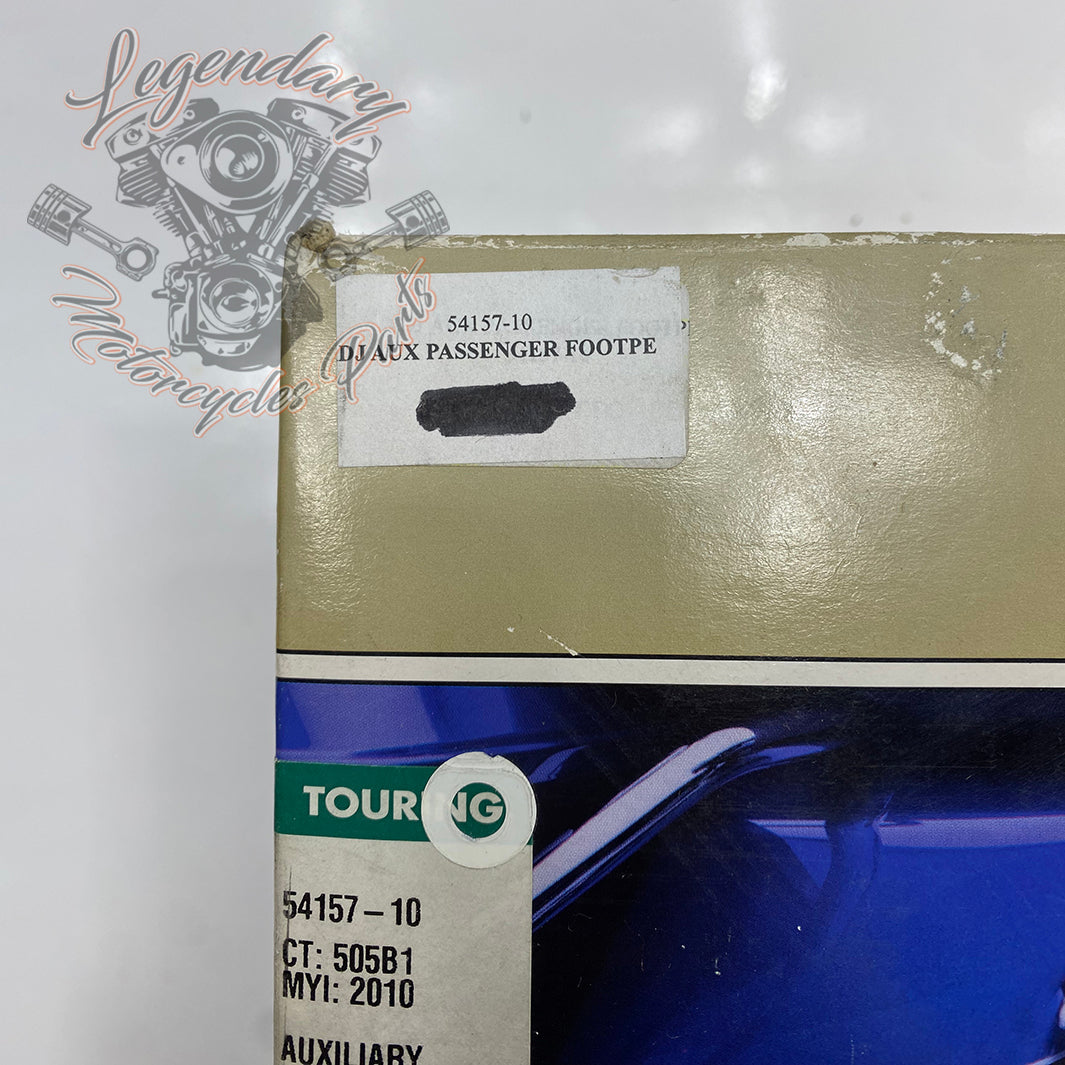 Legendary
Motorcycles Parts
54157-10
DJ AUX PASSENGER FOOTPE
TOURING
54157-10
CT: 505B1
MYI: 2010
AUXILIARY